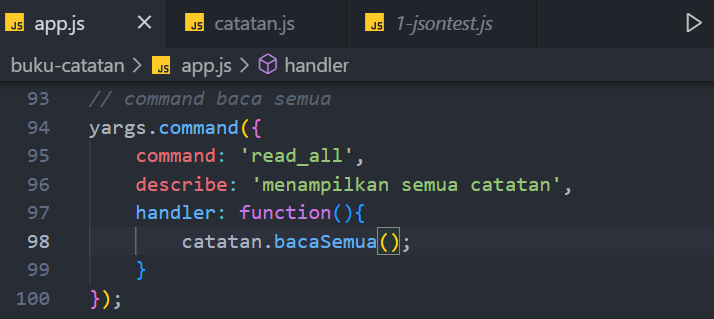 JS app.js × JS catatan.js JS 1-jsontest.js
buku-catatan > JS app.js > handler
93 // command baca semua
94 yargs.command({
95 command: 'read_all',
96 describe: 'menampilkan semua catatan',
97 handler: function(){
98 catatan.bacaSemua();
99 }
100 });